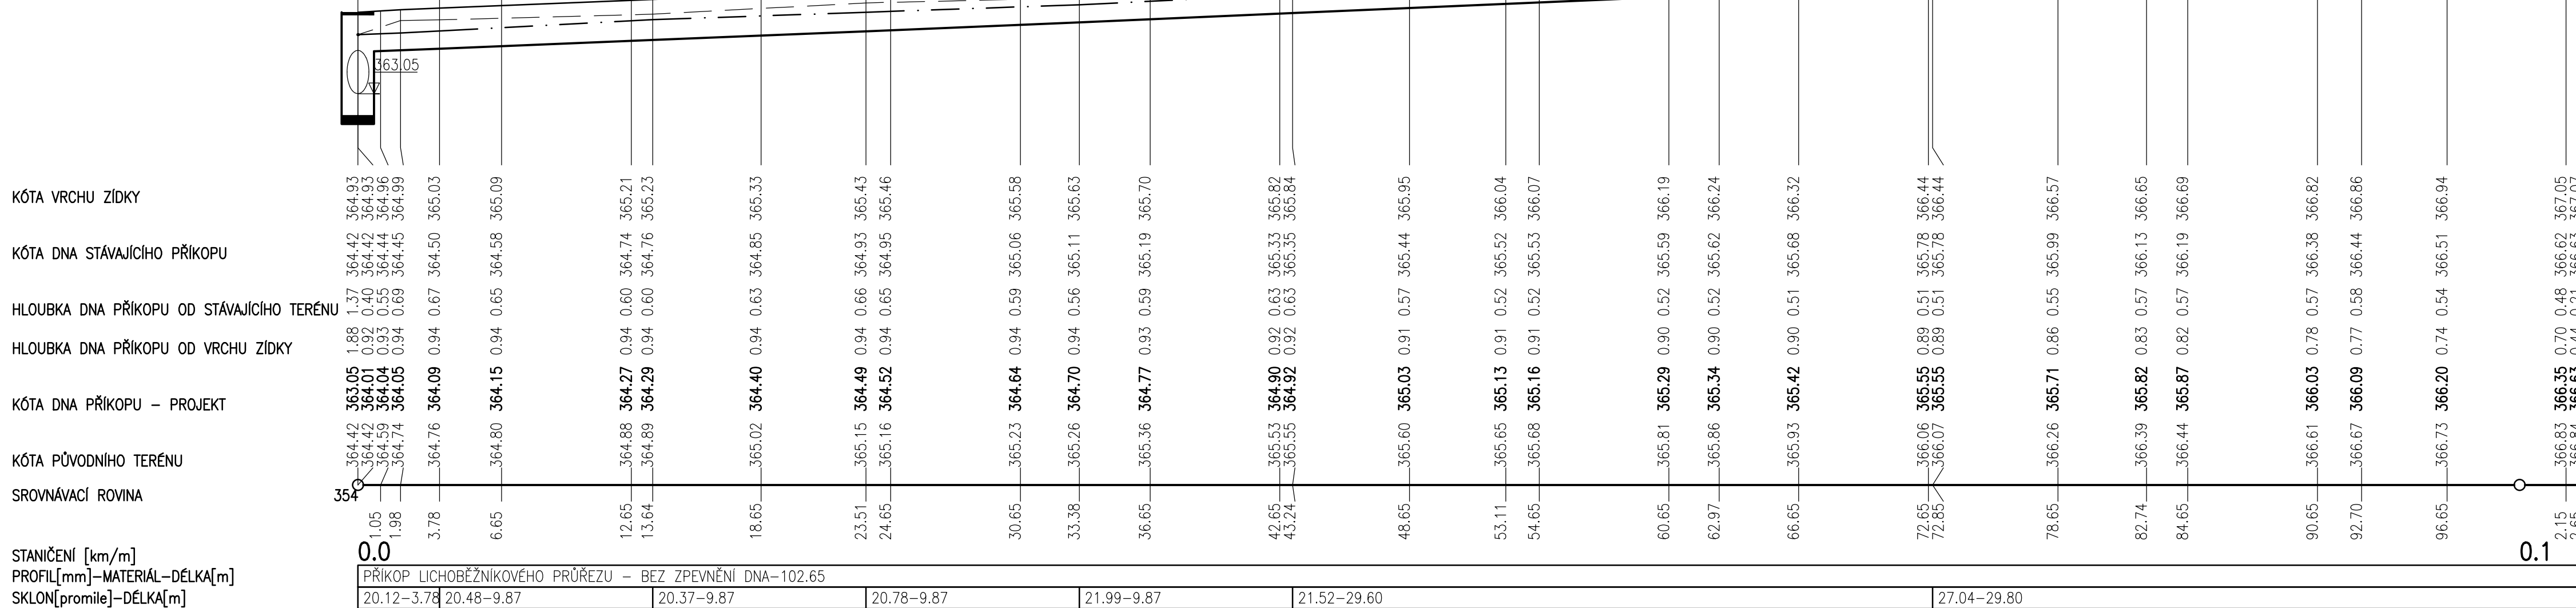 363.05
KÓTA VRCHU ZÍDKY 364.93 364.93 364.96 364.99 365.03 365.09 365.21 365.23 365.33 365.43 365.46 365.58 365.63 365.70 365.82 365.84 365.95 366.04 366.07 366.19 366.24 366.32 366.44 366.44 366.57 366.65 366.69 366.82 366.86 366.94 367.05 367.07
KÓTA DNA STÁVAJÍCÍHO PŘÍKOPU 364.42 364.42 364.44 364.45 364.50 364.58 364.74 364.76 364.85 364.93 364.95 365.06 365.11 365.19 365.33 365.35 365.44 365.52 365.53 365.59 365.62 365.68 365.78 365.78 365.99 366.13 366.19 366.38 366.44 366.51 366.62 366.63
HLOUBKA DNA PŘÍKOPU OD STÁVAJÍCÍHO TERÉNU 1.37 0.40 0.55 0.69 0.67 0.65 0.60 0.60 0.63 0.66 0.65 0.59 0.56 0.59 0.63 0.63 0.57 0.52 0.52 0.52 0.52 0.51 0.51 0.51 0.55 0.57 0.57 0.57 0.58 0.54 0.48 0.21
HLOUBKA DNA PŘÍKOPU OD VRCHU ZÍDKY 1.88 0.92 0.93 0.94 0.94 0.94 0.94 0.94 0.94 0.94 0.94 0.94 0.94 0.93 0.92 0.92 0.91 0.91 0.91 0.90 0.90 0.90 0.89 0.89 0.86 0.83 0.82 0.78 0.77 0.74 0.70 0.44
KÓTA DNA PŘÍKOPU – PROJEKT 363.05 364.01 364.04 364.05 364.09 364.15 364.27 364.29 364.40 364.49 364.52 364.64 364.70 364.77 364.90 364.92 365.03 365.13 365.16 365.29 365.34 365.42 365.55 365.55 365.71 365.82 365.87 366.03 366.09 366.20 366.35 366.63
KÓTA PŮVODNÍHO TERÉNU 364.42 364.42 364.59 364.74 364.76 364.80 364.88 364.89 365.02 365.15 365.16 365.23 365.26 365.36 365.53 365.55 365.60 365.65 365.68 365.81 365.86 365.93 366.06 366.07 366.26 366.39 366.44 366.61 366.67 366.73 366.83 366.84
SROVNÁVACÍ ROVINA 354
1.05 1.98 3.78 6.65 12.65 13.64 18.65 23.51 24.65 30.65 33.38 36.65 42.65 43.24 48.65 53.11 54.65 60.65 62.97 66.65 72.65 72.85 78.65 82.74 84.65 90.65 92.70 96.65 2.15 2.65
STANIČENÍ [km/m] 0.0 0.1
PROFIL[mm]–MATERIÁL–DÉLKA[m] PŘÍKOP LICHOBĚŽNÍKOVÉHO PRŮŘEZU – BEZ ZPEVNĚNÍ DNA–102.65
SKLON[promile]–DÉLKA[m] 20.12–3.78 20.48–9.87 20.37–9.87 20.78–9.87 21.99–9.87 21.52–29.60 27.04–29.80